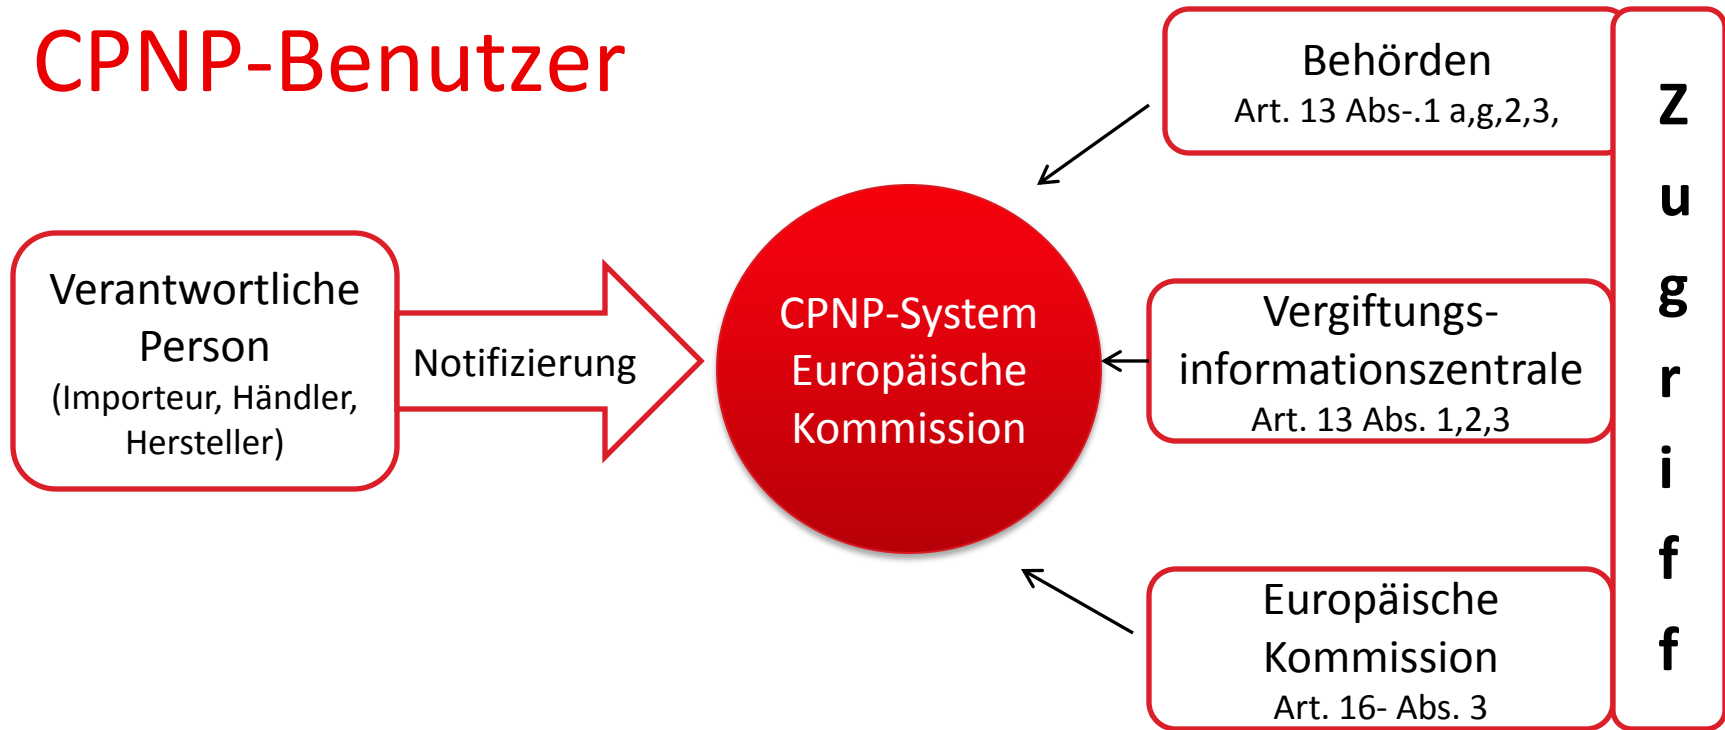 CPNP-Benutzer
Verantwortliche
Person
(Importeur, Händler,
Hersteller)
Notifizierung
CPNP-System
Europäische
Kommission
Behörden
Art. 13 Abs-.1 a,g,2,3,
Vergiftungs-
informationszentrale
Art. 13 Abs. 1,2,3
Europäische
Kommission
Art. 16- Abs. 3
Z
u
g
r
i
f
f